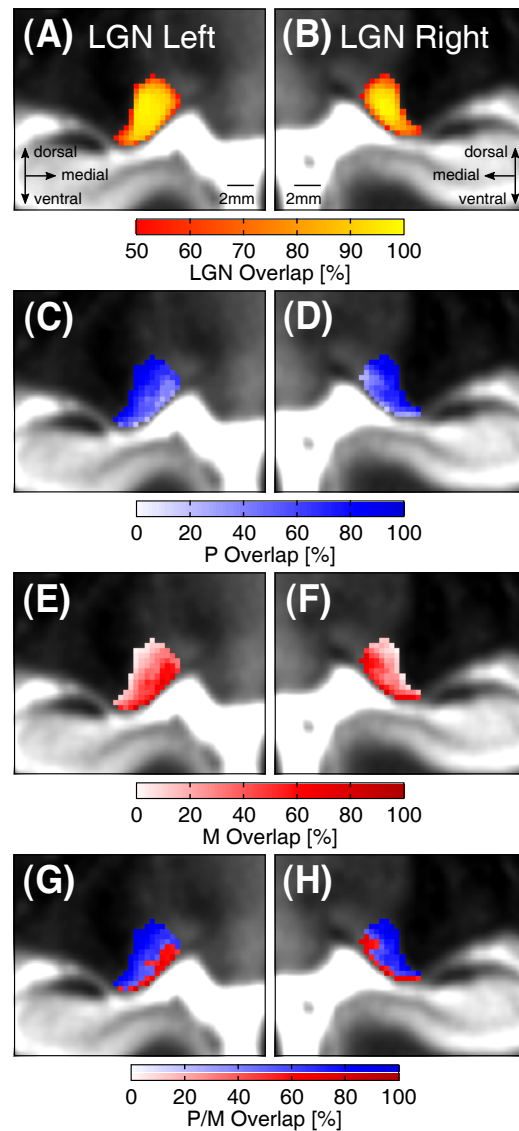 (A) LGN Left
(B) LGN Right
dorsal
medial
ventral
2mm
dorsal
medial
ventral
2mm
50 60 70 80 90 100
LGN Overlap [%]
(C)
(D)
0 20 40 60 80 100
P Overlap [%]
(E)
(F)
0 20 40 60 80 100
M Overlap [%]
(G)
(H)
0 20 40 60 80 100
P/M Overlap [%]